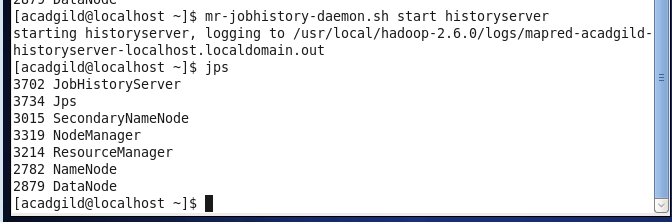 2879 DataNode
[acadgild@localhost ~]$ mr-jobhistory-daemon.sh start historyserver
starting historyserver, logging to /usr/local/hadoop-2.6.0/logs/mapred-acadgild-
historyserver-localhost.localdomain.out
[acadgild@localhost ~]$ jps
3702 JobHistoryServer
3734 Jps
3015 SecondaryNameNode
3319 NodeManager
3214 ResourceManager
2782 NameNode
2879 DataNode
[acadgild@localhost ~]$